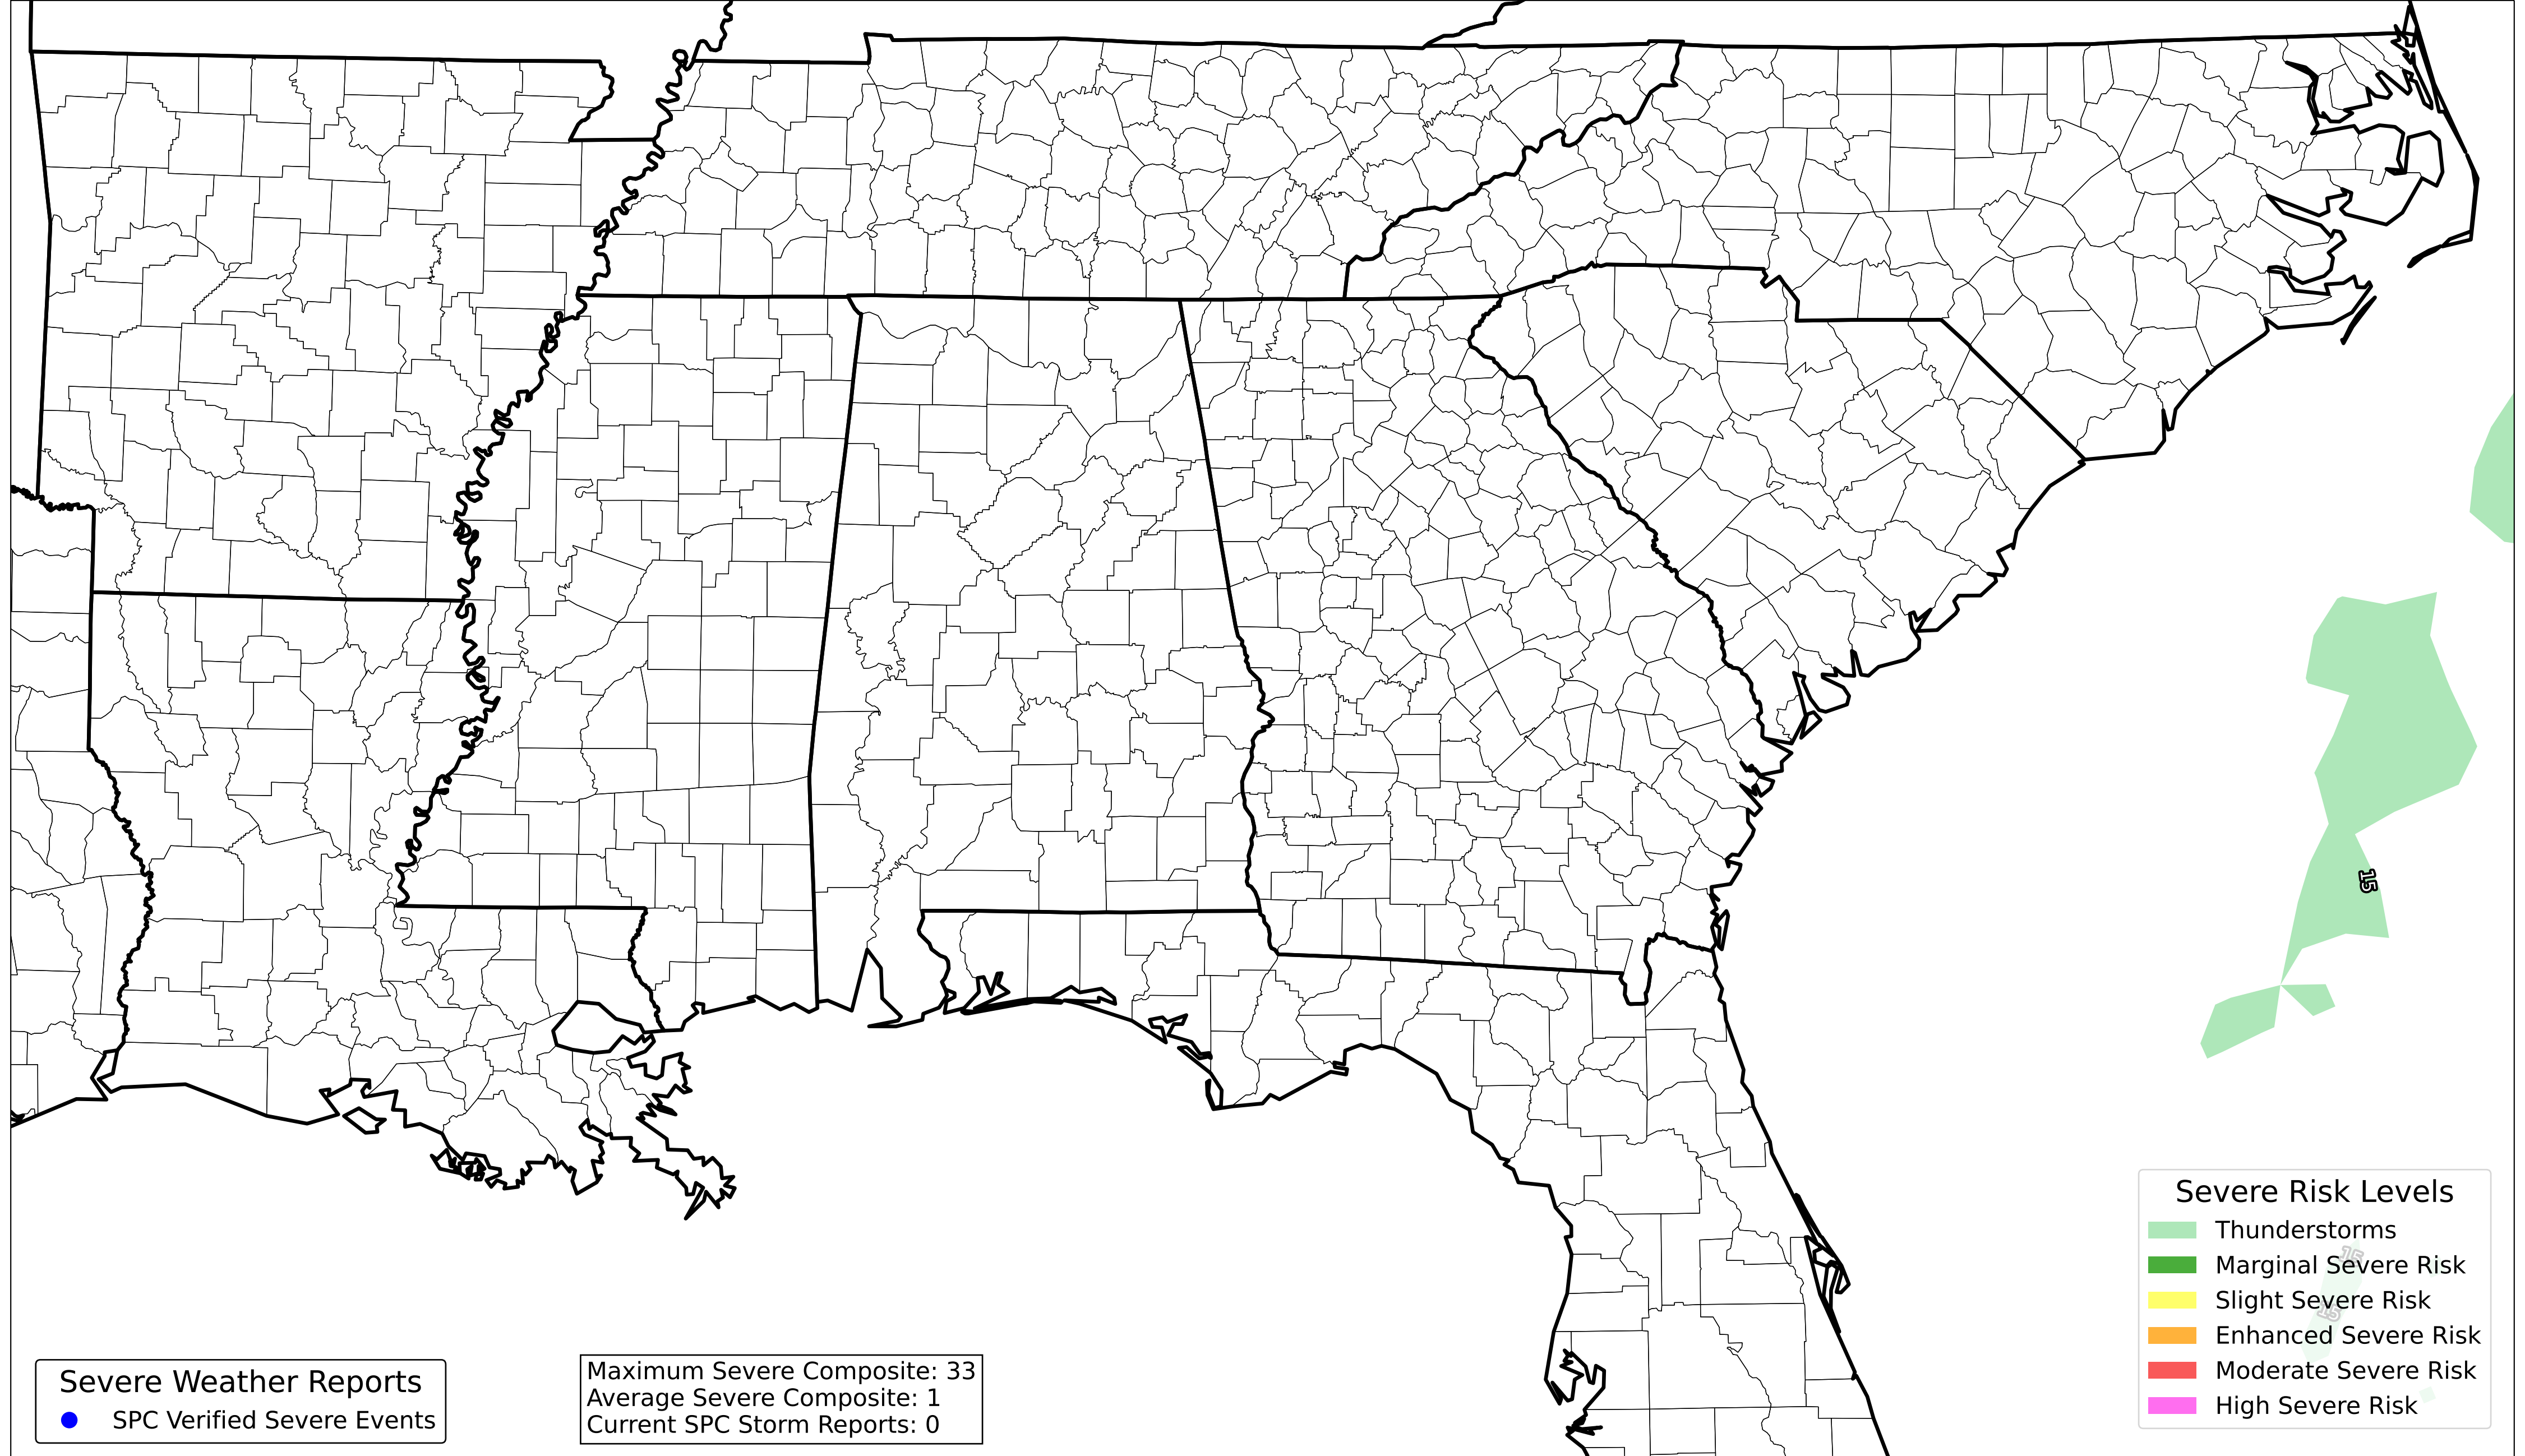 15
Severe Risk Levels
Thunderstorms
15
Marginal Severe Risk
Slight Severe Risk
15
Enhanced Severe Risk
Moderate Severe Risk
High Severe Risk
Severe Weather Reports
SPC Verified Severe Events
Maximum Severe Composite: 33
Average Severe Composite: 1
Current SPC Storm Reports: 0